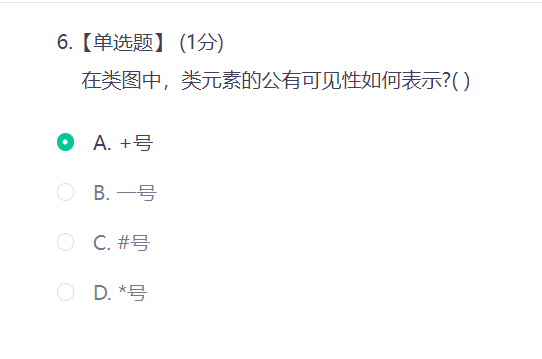 6.【单选题】 (1分)
在类图中，类元素的公有可见性如何表示?( )
A. +号
B. —号
C. #号
D. *号